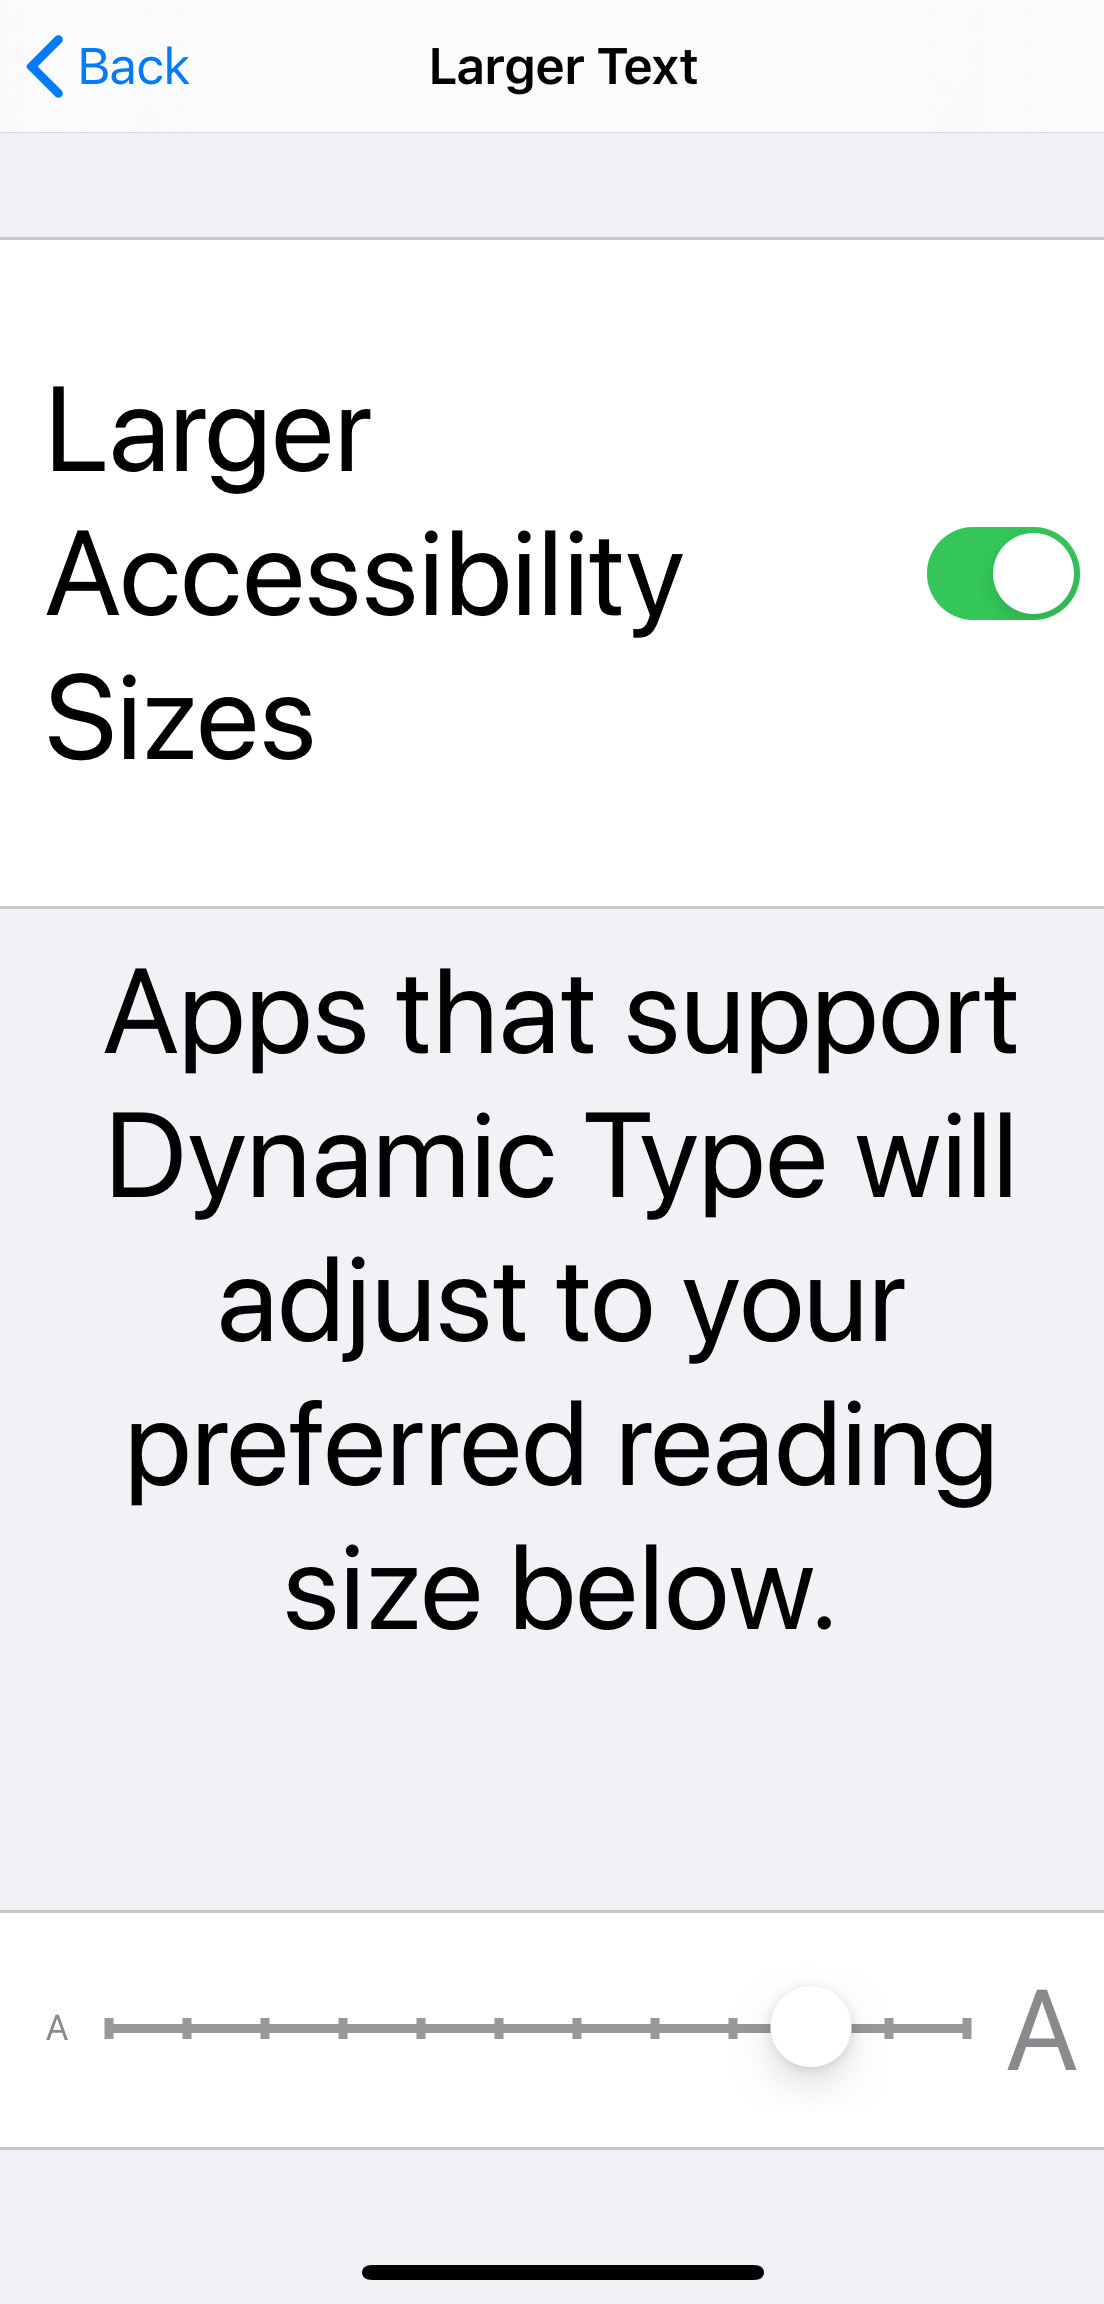 Back
Larger Text
Larger
Accessibility
Sizes
Apps that support
Dynamic Type will
adjust to your
preferred reading
size below.
A
A